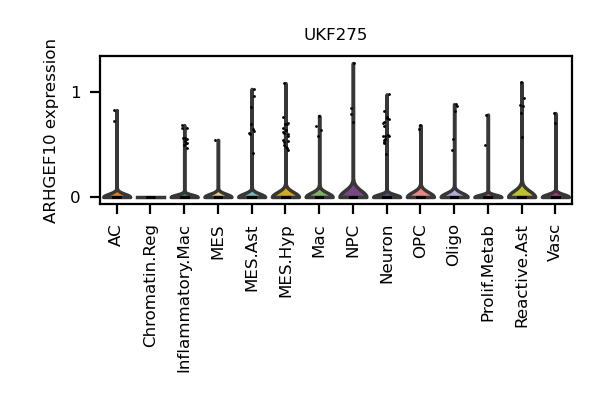 UKF275
ARHGEF10 expression
1
0
AC
Chromatin.Reg
Inflammatory.Mac
MES
MES.Ast
MES.Hyp
Mac
NPC
Neuron
OPC
Oligo
Prolif.Metab
Reactive.Ast
Vasc